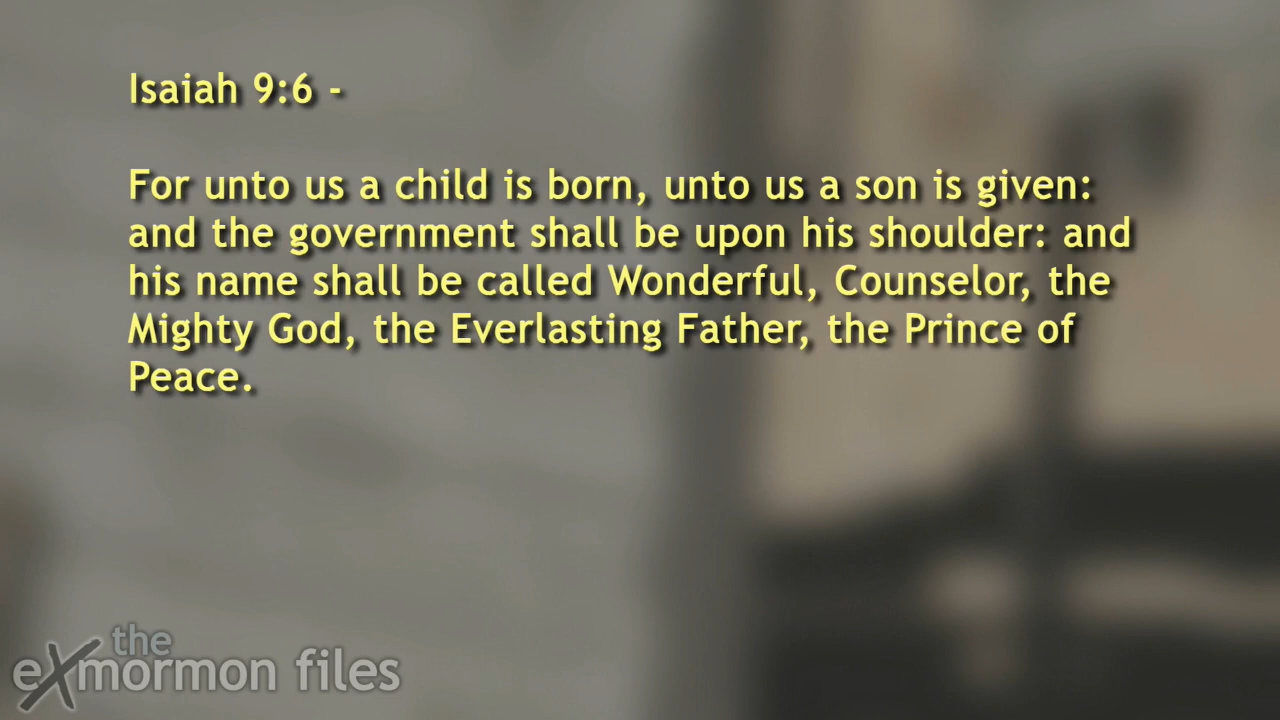 Isaiah 9:6 -
For unto us a child is born, unto us a son is given:
and the government shall be upon his shoulder: and
his name shall be called Wonderful, Counselor, the
Mighty God, the Everlasting Father, the Prince of
Peace.
the
exmormon files